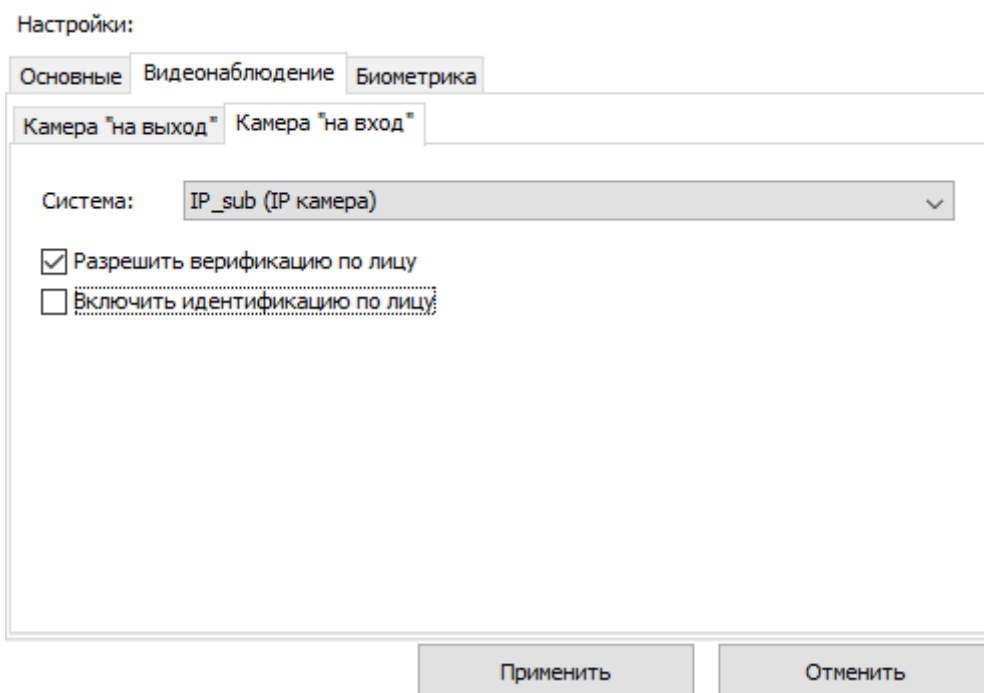 Настройки:
Основные Видеонаблюдение Биометрика
Камера "на выход" Камера "на вход"
Система: IP_sub (IP камера)
Разрешить верификацию по лицу
Включить идентификацию по лицу
Применить Отменить